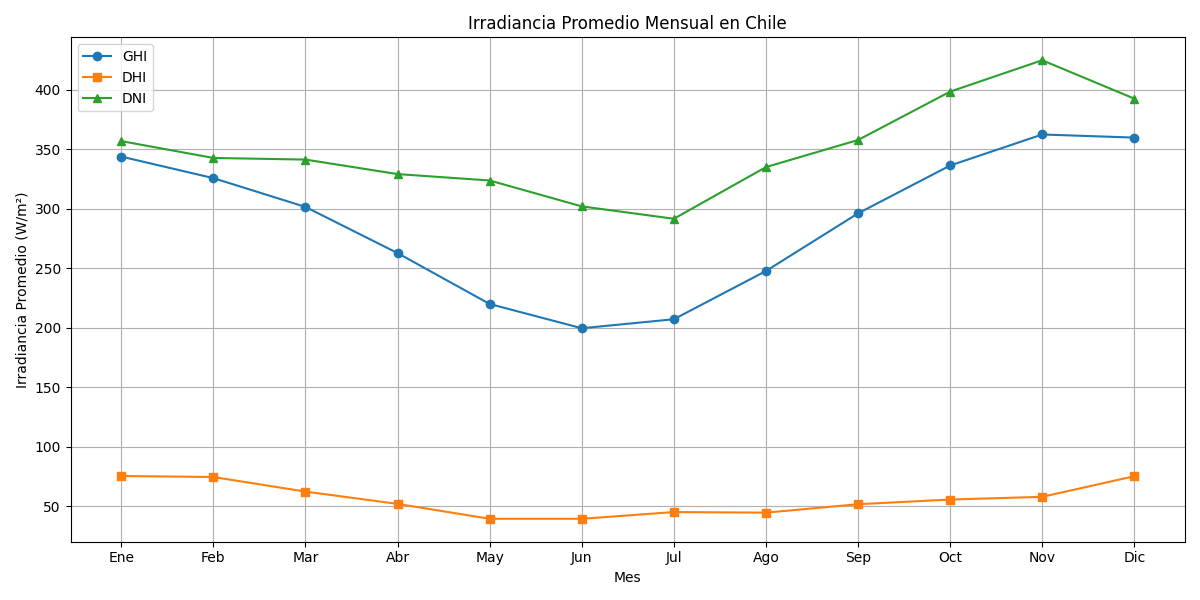 Irradiancia Promedio Mensual en Chile
GHI
DHI
DNI
Irradiancia Promedio (W/m²)
400
350
300
250
200
150
100
50
Ene Feb Mar Abr May Jun Jul Ago Sep Oct Nov Dic
Mes